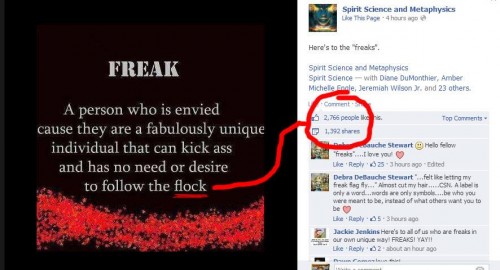 FREAK
A person who is envied
cause they are a fabulously unique
individual that can kick ass
and has no need or desire
to follow the flock
Spirit Science and Metaphysics
Like This Page · 4 hours ago
Here's to the "freaks".
Spirit Science and Metaphysics
Spirit Science — with Diane DuMonthier, Amber
Michelle Engle, Jeremiah Wilson Jr. and 23 others.
Comment
2,766 people like this.
Top Comments
1,392 shares
DeBauche Stewart Hello fellow
"freaks"....I love you!
Like · Reply · 25 · 3 hours ago · Edited
Debra DeBauche Stewart "...felt like letting my
freak flag fly..." Almost cut my hair.....CSN. A label is
only a word...words are only symbols....be who you
were meant to be, instead of what others want you to
be
Like · Reply · 5 · 3 hours ago
Jackie Jenkins Here's to all of us who are freaks in
our own unique way! FREAKS! YAY!!
Like · Reply · 2 · about an hour ago
Write a comment